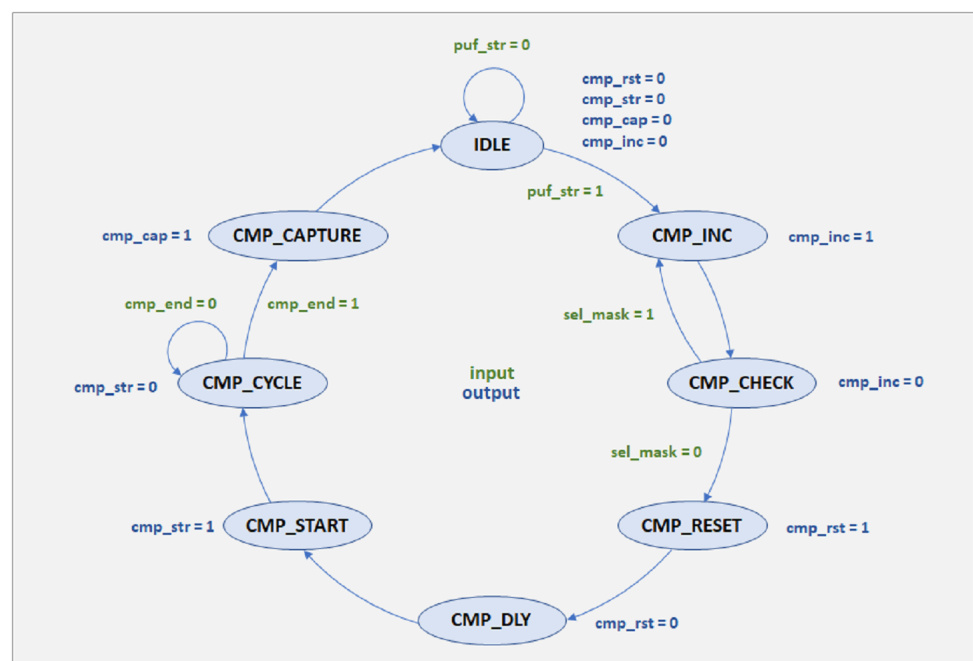 puf_str = 0
cmp_rst = 0
cmp_str = 0
cmp_cap = 0
cmp_inc = 0
IDLE
puf_str = 1
cmp_cap = 1
CMP_CAPTURE
CMP_INC
cmp_inc = 1
cmp_end = 0
cmp_end = 1
sel_mask = 1
cmp_str = 0
CMP_CYCLE
input
output
CMP_CHECK
cmp_inc = 0
sel_mask = 0
cmp_str = 1
CMP_START
CMP_RESET
cmp_rst = 1
CMP_DLY
cmp_rst = 0